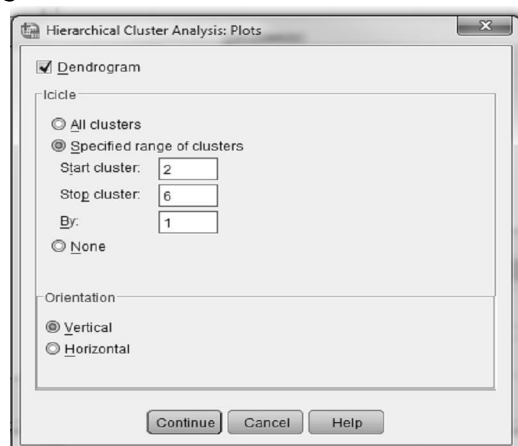 Hierarchical Cluster Analysis: Plots
Dendrogram
Icicle
All clusters
Specified range of clusters
Start cluster: 2
Stop cluster: 6
By: 1
None
Orientation
Vertical
Horizontal
Continue Cancel Help